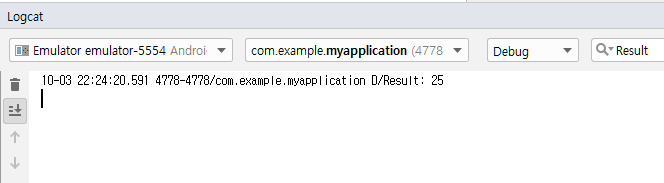 Logcat
Emulator emulator-5554 Androi
com.example.myapplication (4778
Debug
Result
10-03 22:24:20.591 4778-4778/com.example.myapplication D/Result: 25